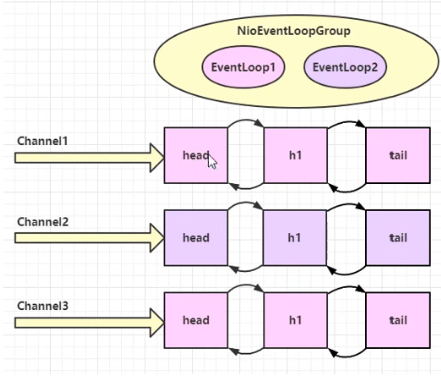 NioEventLoopGroup
EventLoop1 EventLoop2
Channel1
head h1 tail
Channel2
head h1 tail
Channel3
head h1 tail